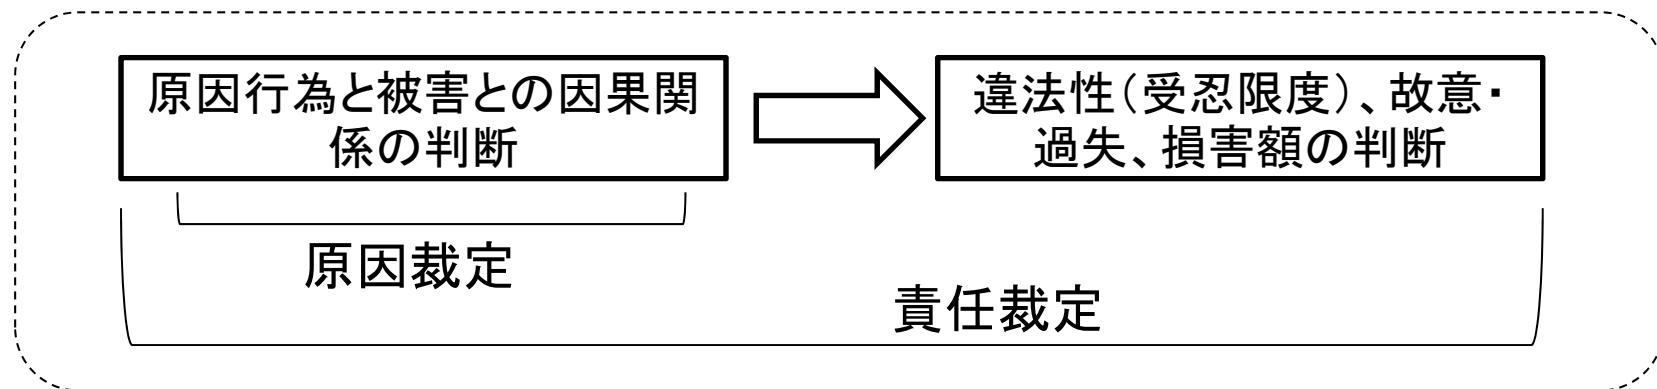 原因行為と被害との因果関
係の判断
違法性(受忍限度)、故意・
過失、損害額の判断
原因裁定
責任裁定